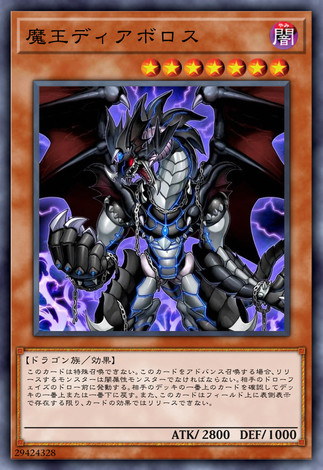 魔王ディアボロス
闇
やみ
【ドラゴン族/効果】
このカードは特殊召喚できない。このカードをアドバンス召喚する場合、リリ
ースするモンスターは闇属性モンスターでなければならない。相手のドローフ
ェイズのドロー前に発動する。相手のデッキの一番上のカードを確認してデッ
キの一番上または一番下に戻す。また、このカードはフィールド上に表側表示
で存在する限り、カードの効果ではリリースできない。
ATK/ 2800 DEF/1000
29424328